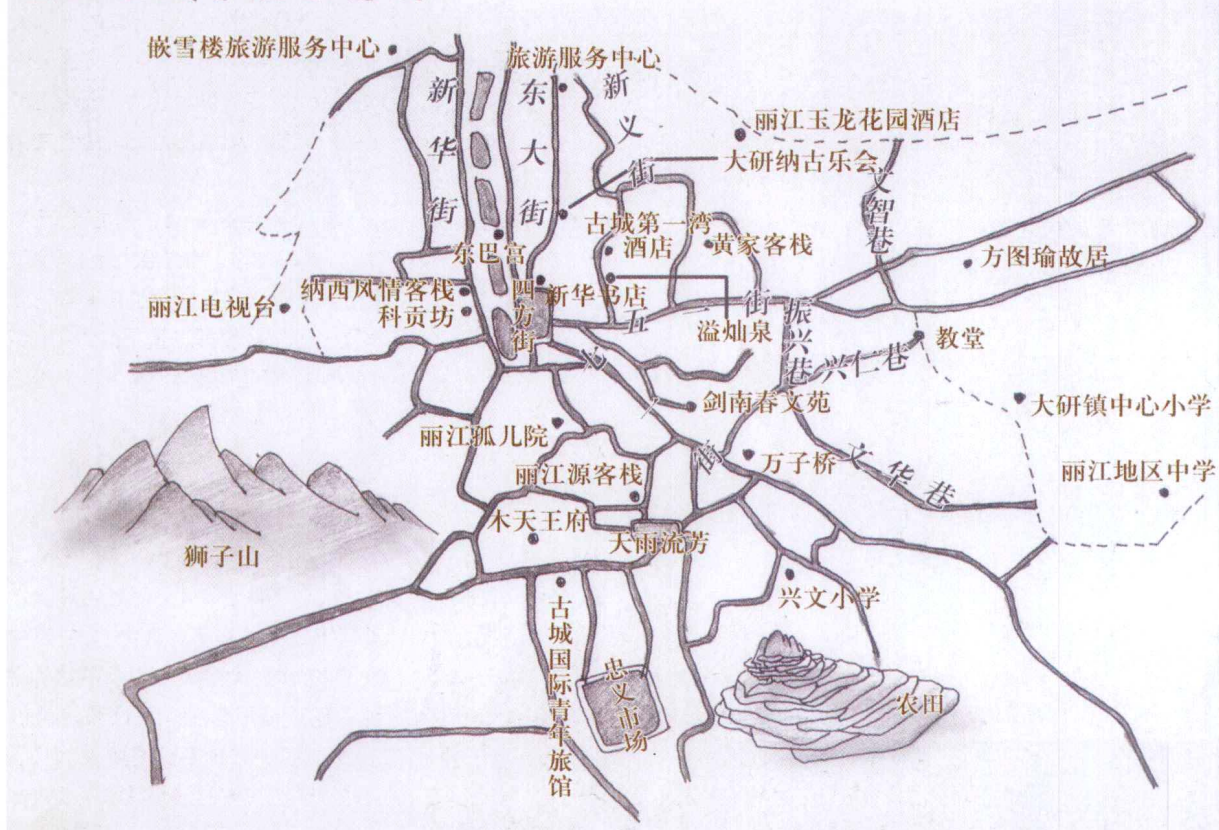 嵌雪楼旅游服务中心
旅游服务中心
新华街
东大街
新义街
丽江玉龙花园酒店
大研纳古乐会
文智巷
古城第一湾
酒店
黄家客栈
东巴宫
方图瑜故居
纳西风情客栈
科贡坊
四方街
新华书店
丽江电视台
五一街
溢灿泉
振兴巷
兴仁巷
教堂
大研镇中心小学
剑南春文苑
丽江孤儿院
丽江地区中学
丽江源客栈
万子桥
文华巷
木天王府
天雨流芳
狮子山
兴文小学
古城国际青年旅馆
忠义市场
农田